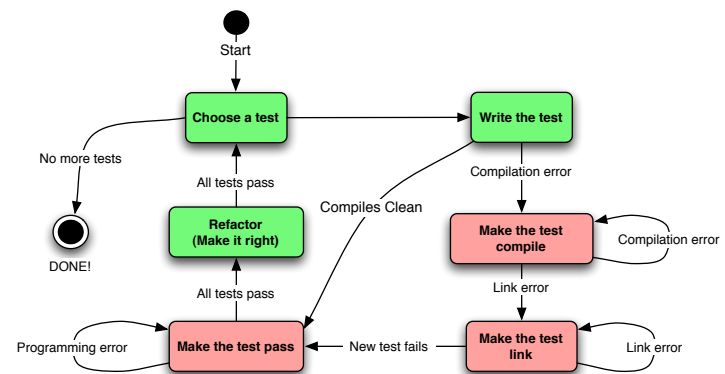 Start
Choose a test
Write the test
No more tests
All tests pass
Compilation error
Compiles Clean
Refactor
(Make it right)
Make the test
compile
Compilation error
DONE!
All tests pass
Link error
Programming error
Make the test pass
New test fails
Make the test
link
Link error